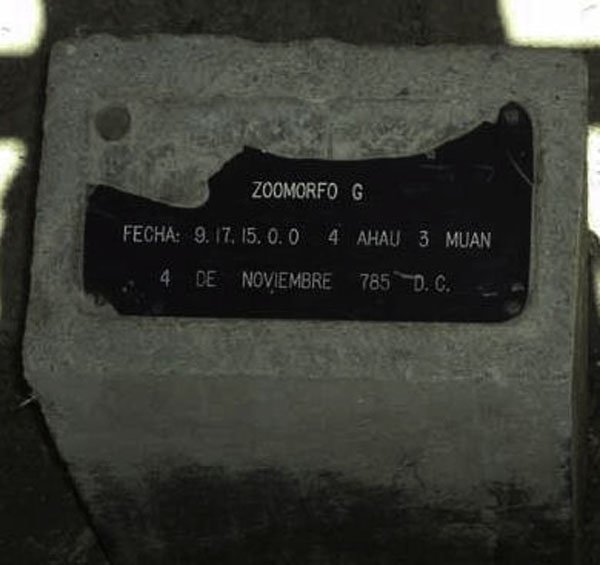 ZOOMORFO G
FECHA: 9.17.15.0.0 4 AHAU 3 MUAN
4 DE NOVIEMBRE 785 D.C.